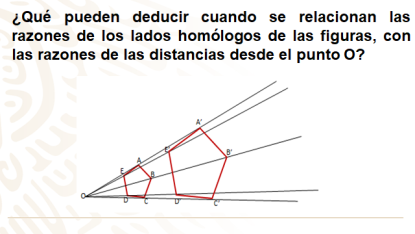 ¿Qué pueden deducir cuando se relacionan las
razones de los lados homólogos de las figuras, con
las razones de las distancias desde el punto O?
A'
E'
B'
A
E
B
O
D
C
D'
C'